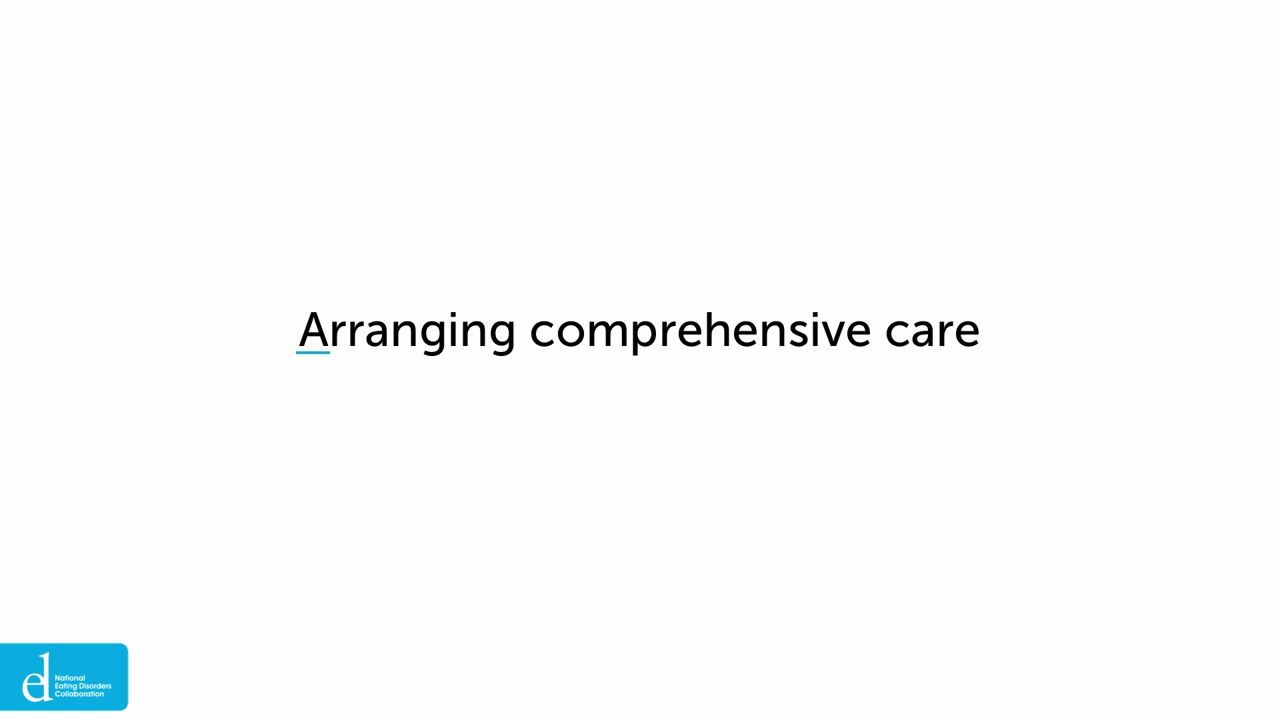 Arranging comprehensive care
d National
Eating Disorders
Collaboration